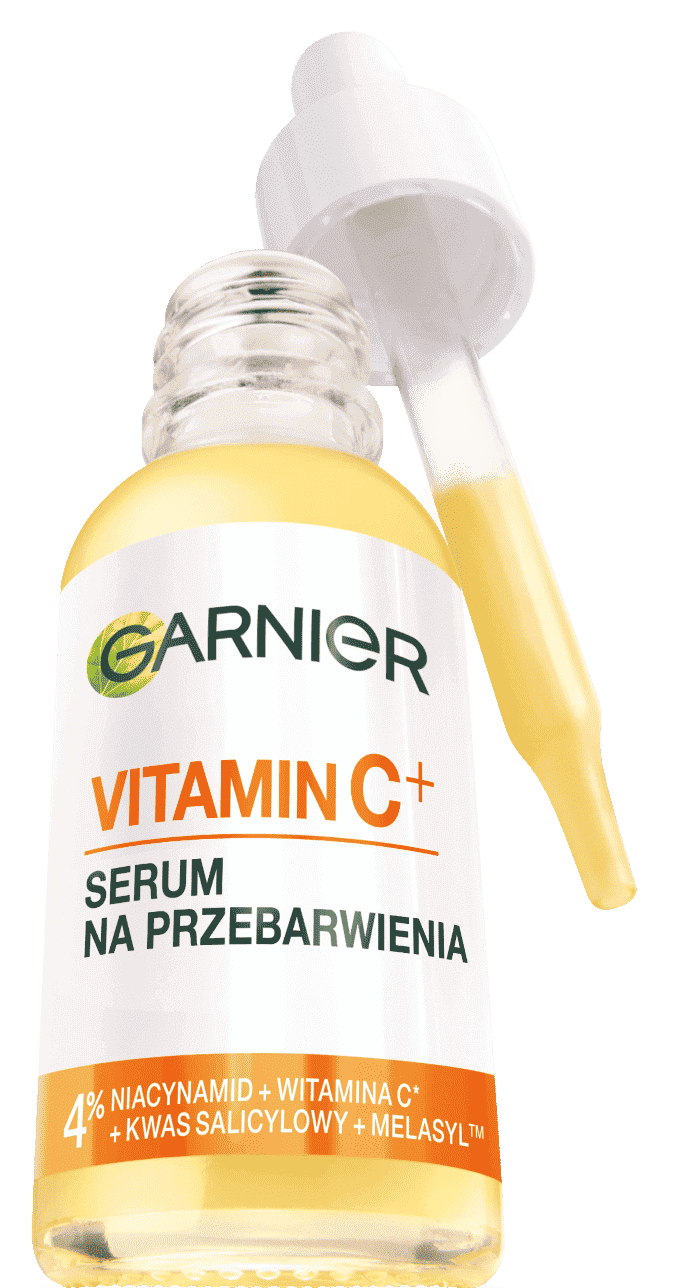 GARNIER
VITAMIN C+
SERUM
NA PRZEBARWIENIA
4% NIACYNAMID + WITAMINA C*
+ KWAS SALICYLOWY + MELASYL™